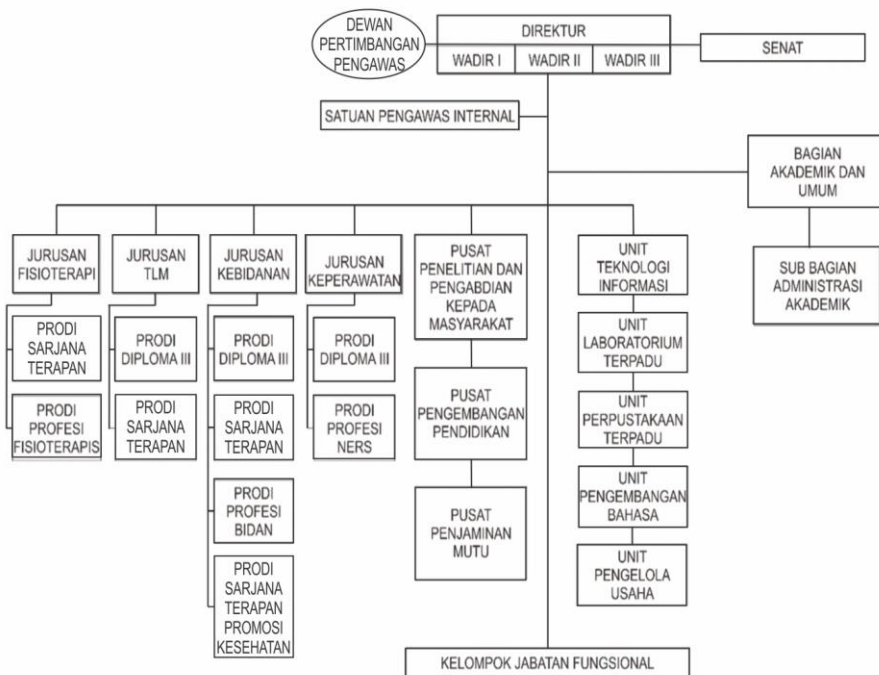 DEWAN
PERTIMBANGAN
PENGAWAS
DIREKTUR
WADIR I
WADIR II
WADIR III
SENAT
SATUAN PENGAWAS INTERNAL
BAGIAN
AKADEMIK DAN
UMUM
SUB BAGIAN
ADMINISTRASI
AKADEMIK
JURUSAN
FISIOTERAPI
PRODI
SARJANA
TERAPAN
PRODI
PROFESI
FISIOTERAPIS
JURUSAN
TLM
PRODI
DIPLOMA III
PRODI
SARJANA
TERAPAN
JURUSAN
KEBIDANAN
PRODI
DIPLOMA III
PRODI
SARJANA
TERAPAN
PRODI
PROFESI
BIDAN
PRODI
SARJANA
TERAPAN
PROMOSI
KESEHATAN
JURUSAN
KEPERAWATAN
PRODI
DIPLOMA III
PRODI
PROFESI
NERS
PUSAT
PENELITIAN DAN
PENGABDIAN
KEPADA
MASYARAKAT
PUSAT
PENGEMBANGAN
PENDIDIKAN
PUSAT
PENJAMINAN
MUTU
UNIT
TEKNOLOGI
INFORMASI
UNIT
LABORATORIUM
TERPADU
UNIT
PERPUSTAKAAN
TERPADU
UNIT
PENGEMBANGAN
BAHASA
UNIT
PENGELOLA
USAHA
KELOMPOK JABATAN FUNGSIONAL